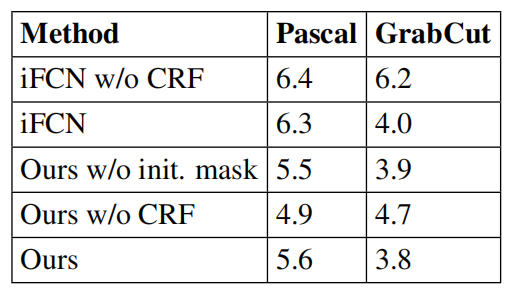 Method Pascal GrabCut
iFCN w/o CRF 6.4 6.2
iFCN 6.3 4.0
Ours w/o init. mask 5.5 3.9
Ours w/o CRF 4.9 4.7
Ours 5.6 3.8